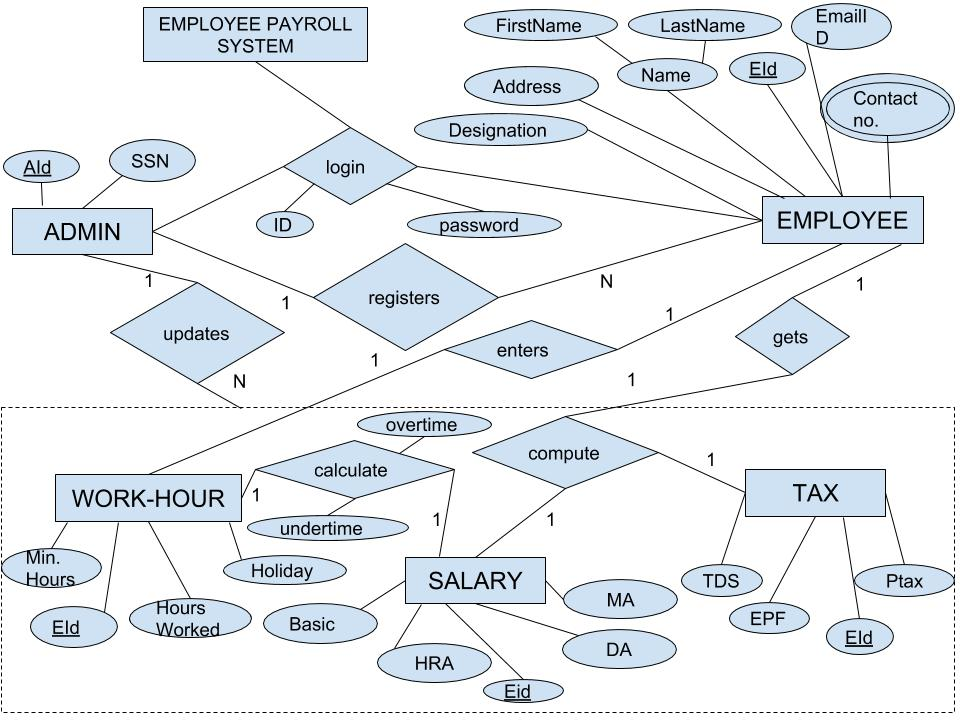 EMPLOYEE PAYROLL
SYSTEM
FirstName
LastName
EmailI
D
Name
EId
Address
Contact
no.
Designation
AId
SSN
login
ID
password
ADMIN
EMPLOYEE
1
1
registers
N
1
updates
N
1
enters
1
1
gets
overtime
calculate
compute
1
WORK-HOUR
1
undertime
1
1
TAX
Min.
Hours
EId
Hours
Worked
Holiday
SALARY
Basic
HRA
Eid
DA
MA
TDS
EPF
EId
Ptax